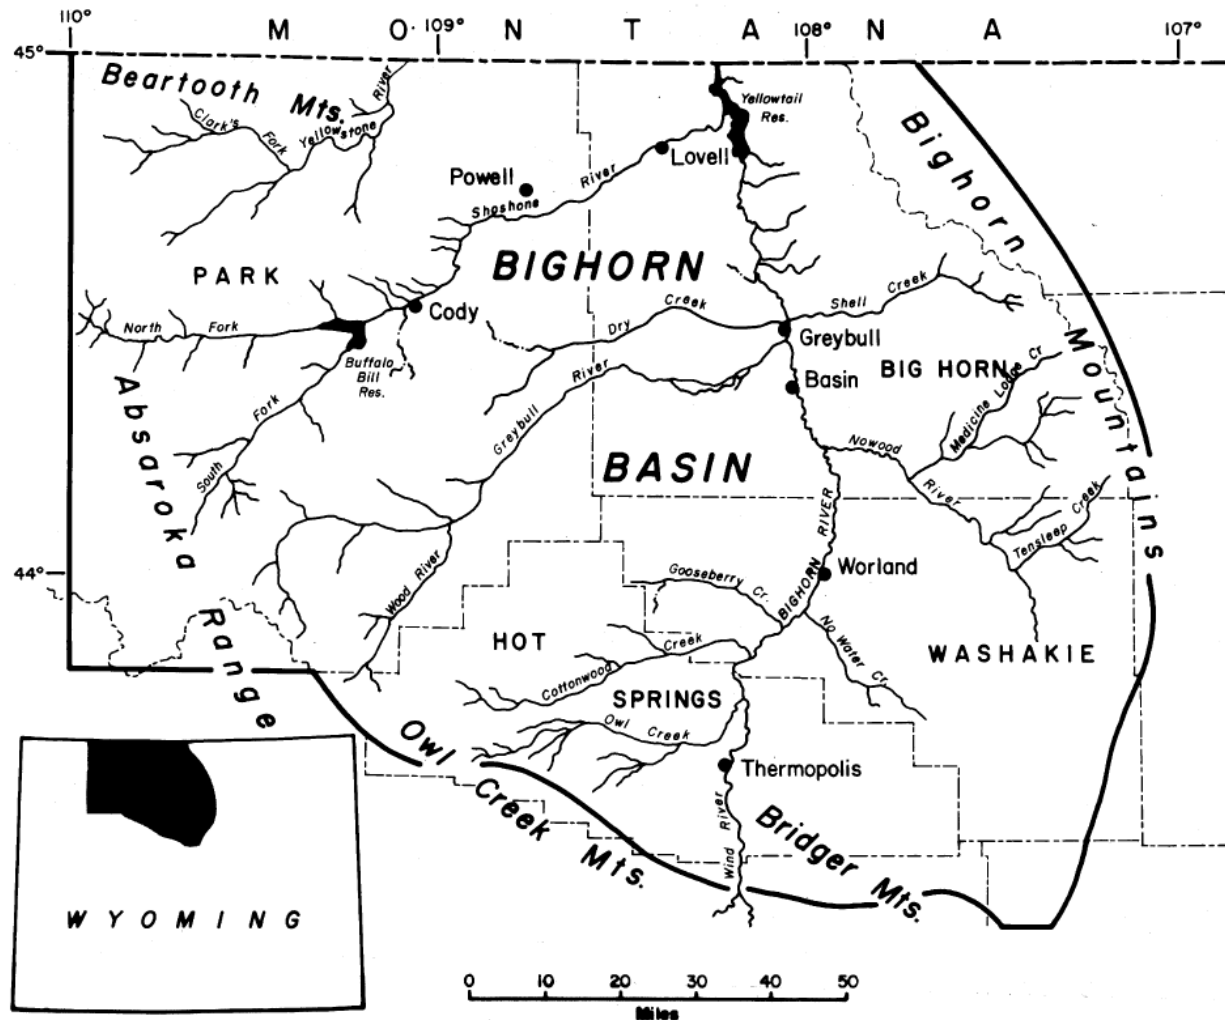 110°
109°
108°
107°
MONTANA
45°
Beartooth Mts.
Clark's Fork Yellowstone River
Yellowtail Res.
Bighorn Mountains
Lovell
Powell
Shoshone River
PARK
BIGHORN
Cody
North Fork
Buffalo Bill Res.
Dry Creek
Shell Creek
Greybull
BIG HORN
Basin
Medicine Lodge Cr.
Absaroka Range
South Fork
Greybull River
BASIN
Nowood River
Tensleep Creek
44°
Wood River
Gooseberry Cr.
BIGHORN RIVER
Worland
No Water Cr.
HOT SPRINGS
WASHAKIE
Cottonwood Creek
Owl Creek
Owl Creek Mts.
Thermopolis
Wind River
Bridger Mts.
WYOMING
0 10 20 30 40 50
Miles